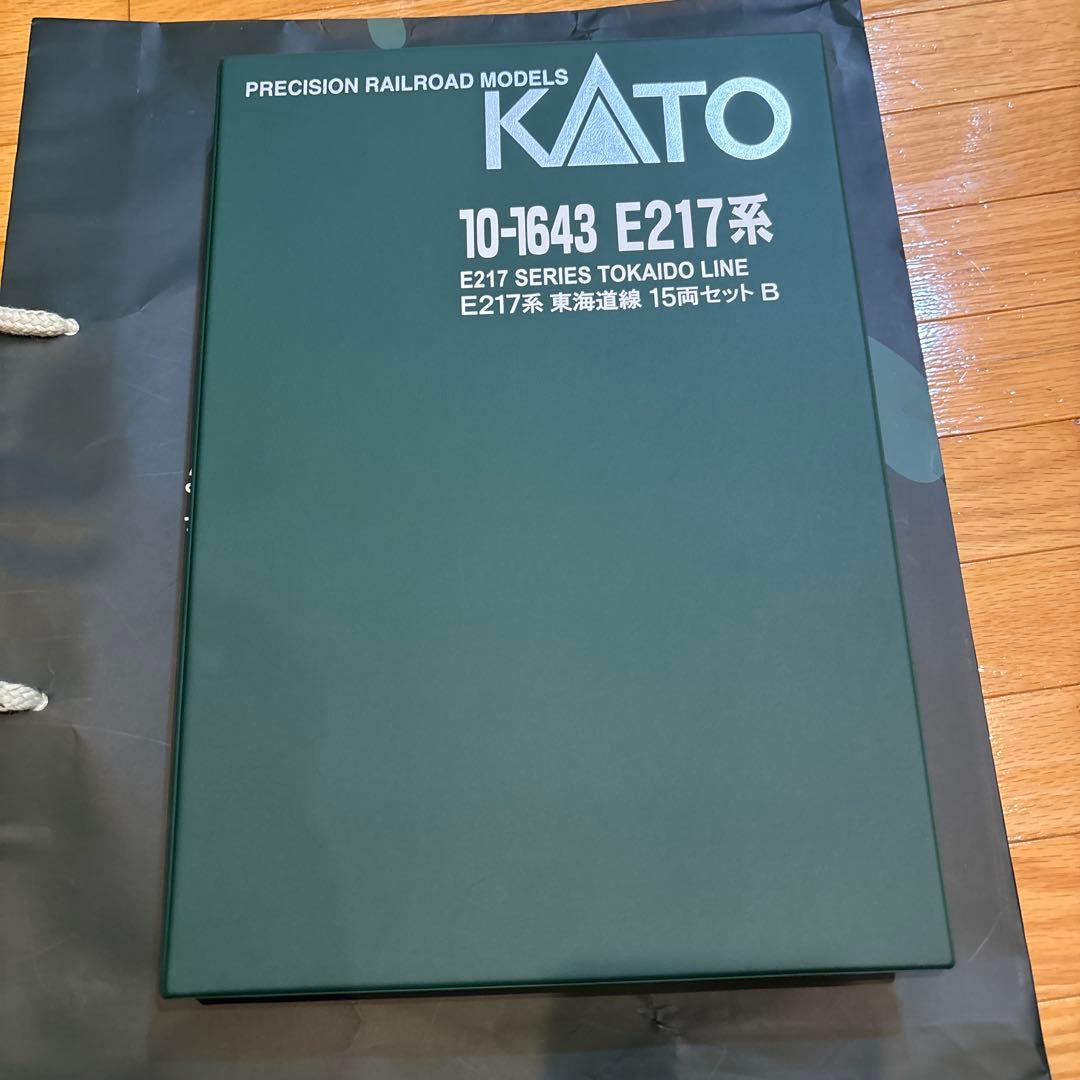 PRECISION RAILROAD MODELS
KATO
10-1643 E217系
E217 SERIES TOKAIDO LINE
E217系 東海道線 15両セット B